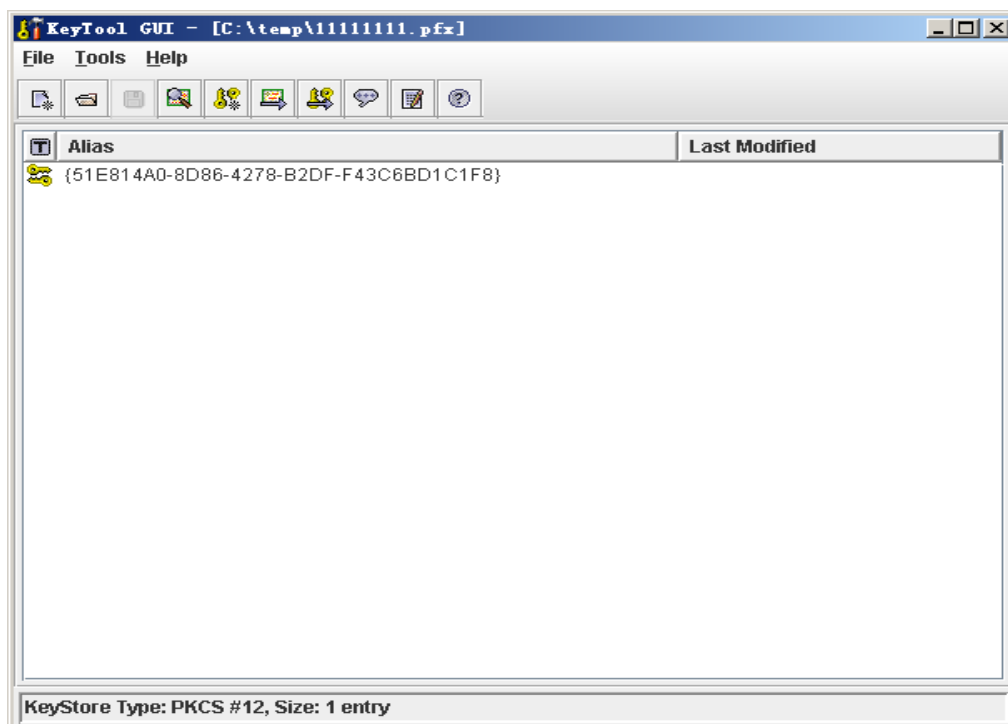 KeyTool GUI - [C:\temp\11111111.pfx]
File Tools Help
T Alias Last Modified
{51E814A0-8D86-4278-B2DF-F43C6BD1C1F8}
KeyStore Type: PKCS #12, Size: 1 entry